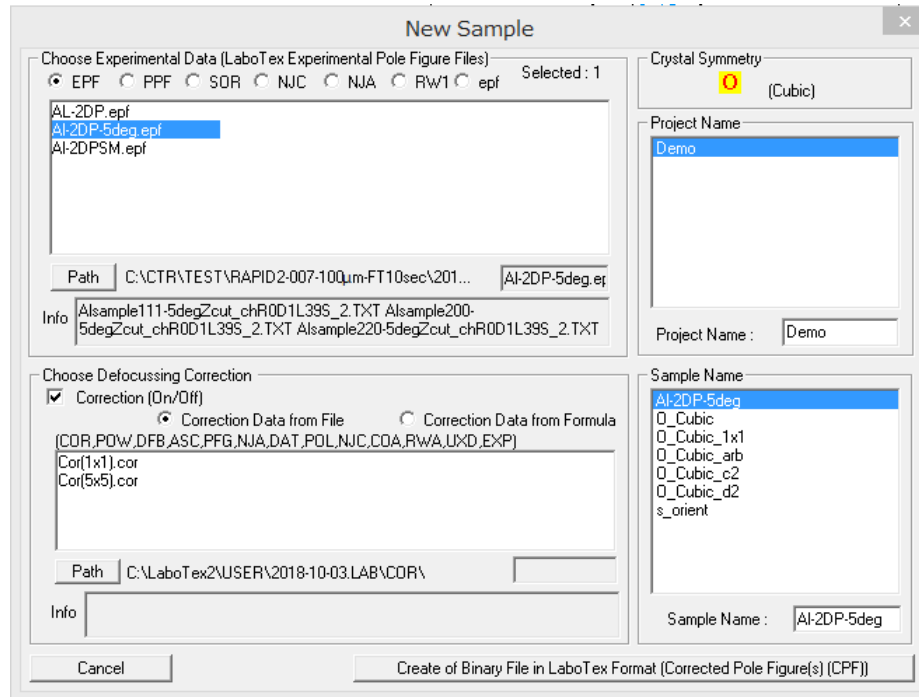 New Sample
Choose Experimental Data (LaboTex Experimental Pole Figure Files)
EPF PPF SOR NJC NJA RW1 epf Selected : 1
AL-2DP.epf
Al-2DP-5deg.epf
Al-2DPSM.epf
Path C:\CTR\TEST\RAPID2-007-100μm-FT10sec\201... Al-2DP-5deg.ep
Info Alsample111-5degZcut_chR0D1L39S_2.TXT Alsample200-
5degZcut_chR0D1L39S_2.TXT Alsample220-5degZcut_chR0D1L39S_2.TXT
Crystal Symmetry
O (Cubic)
Project Name
Demo
Project Name : Demo
Choose Defocussing Correction
Correction (On/Off)
Correction Data from File Correction Data from Formula
(COR,POW,DFB,ASC,PFG,NJA,DAT,POL,NJC,COA,RWA,UXD,EXP)
Cor(1x1).cor
Cor(5x5).cor
Path C:\LaboTex2\USER\2018-10-03.LAB\COR\
Info
Sample Name
Al-2DP-5deg
O_Cubic
O_Cubic_1x1
O_Cubic_arb
O_Cubic_c2
O_Cubic_d2
s_orient
Sample Name : Al-2DP-5deg
Cancel Create of Binary File in LaboTex Format (Corrected Pole Figure(s) (CPF))